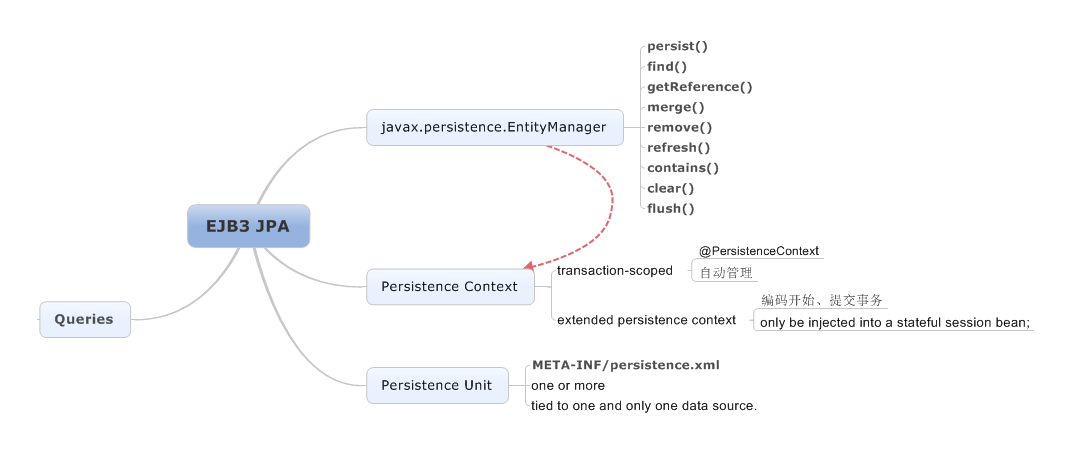 persist()
find()
getReference()
javax.persistence.EntityManager
merge()
remove()
refresh()
contains()
clear()
flush()
EJB3 JPA
Persistence Context
transaction-scoped
@PersistenceContext
自动管理
extended persistence context
编码开始、提交事务
only be injected into a stateful session bean;
Queries
Persistence Unit
META-INF/persistence.xml
one or more
tied to one and only one data source.